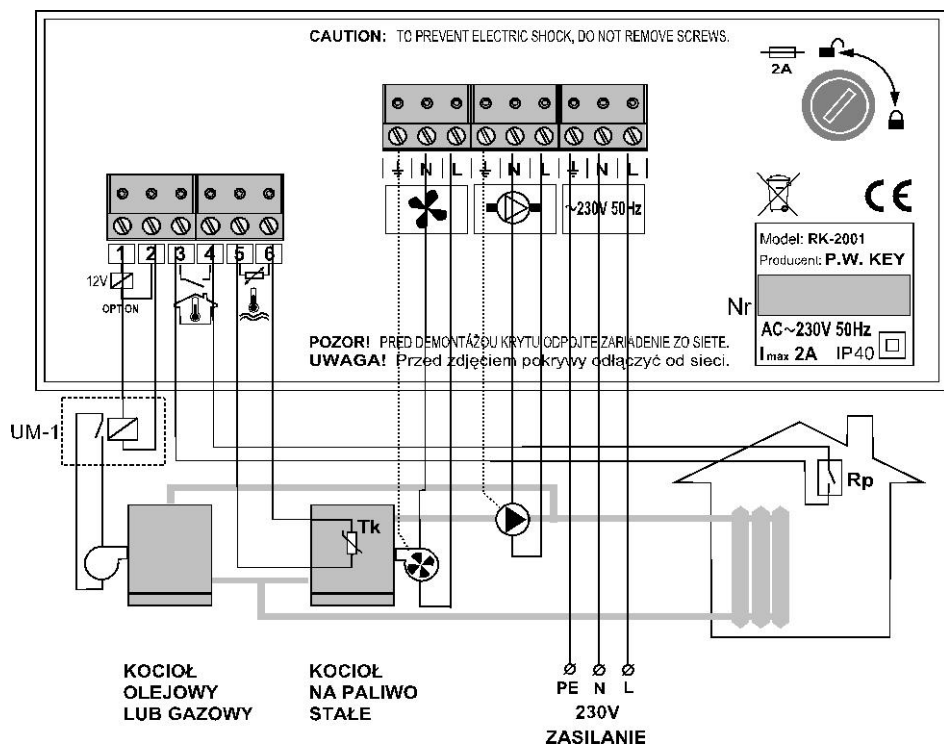 CAUTION: TO PREVENT ELECTRIC SHOCK, DO NOT REMOVE SCREWS.
2A
N L N L N L
~230V 50Hz
1 2 3 4 5 6
12V
OPTION
Model: RK-2001
Producent: P.W. KEY
Nr
AC~230V 50Hz
I max 2A IP40
CE
POZOR! PRED DEMONTÁŽOU KRYTU ODPOJTE ZARIADENIE ZO SIETE.
UWAGA! Przed zdjęciem pokrywy odłączyć od sieci.
UM-1
Rp
Tk
KOCIOŁ
OLEJOWY
LUB GAZOWY
KOCIOŁ
NA PALIWO
STAŁE
PE N L
230V
ZASILANIE